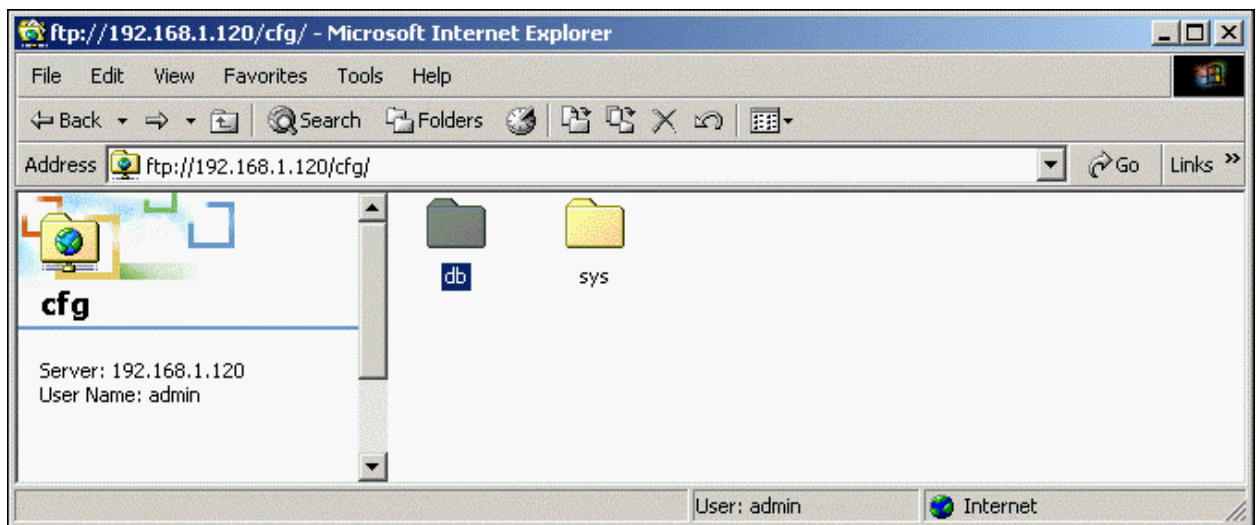 ftp://192.168.1.120/cfg/ - Microsoft Internet Explorer
File Edit View Favorites Tools Help
Back Search Folders
Address ftp://192.168.1.120/cfg/ Go Links »
db sys
cfg
Server: 192.168.1.120
User Name: admin
User: admin Internet